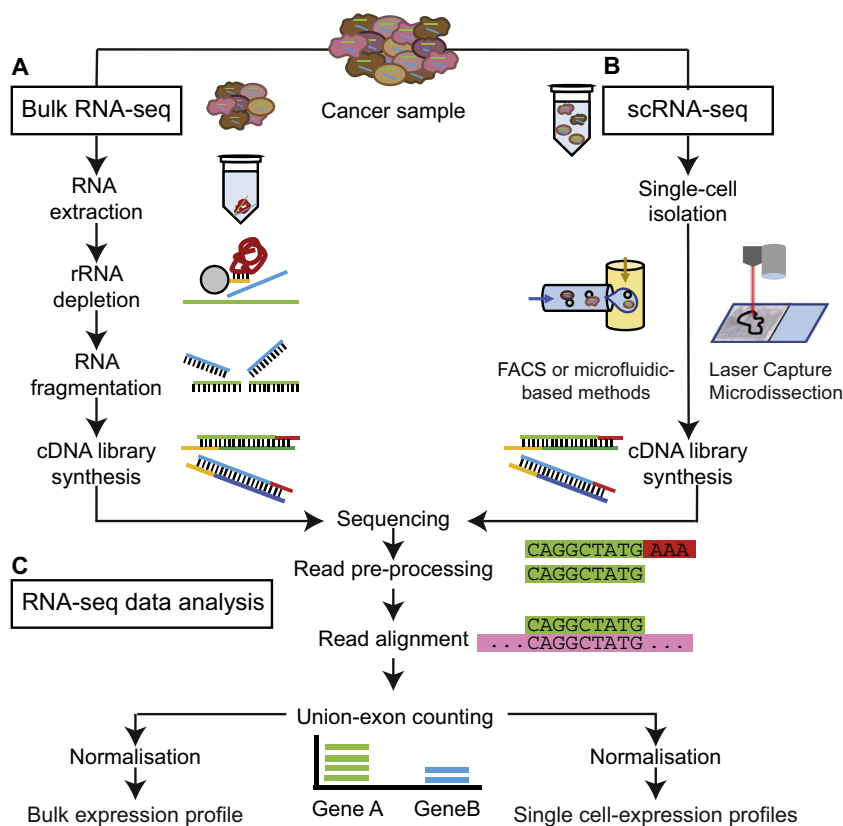 A
B
Bulk RNA-seq
Cancer sample
scRNA-seq
RNA
extraction
Single-cell
isolation
rRNA
depletion
RNA
fragmentation
FACS or microfluidic-
based methods
Laser Capture
Microdissection
cDNA library
synthesis
cDNA library
synthesis
Sequencing
C
Read pre-processing
CAGGCTATG AAA
CAGGCTATG
RNA-seq data analysis
Read alignment
CAGGCTATG
...CAGGCTATG...
Union-exon counting
Normalisation
Normalisation
Gene A
GeneB
Bulk expression profile
Single cell-expression profiles